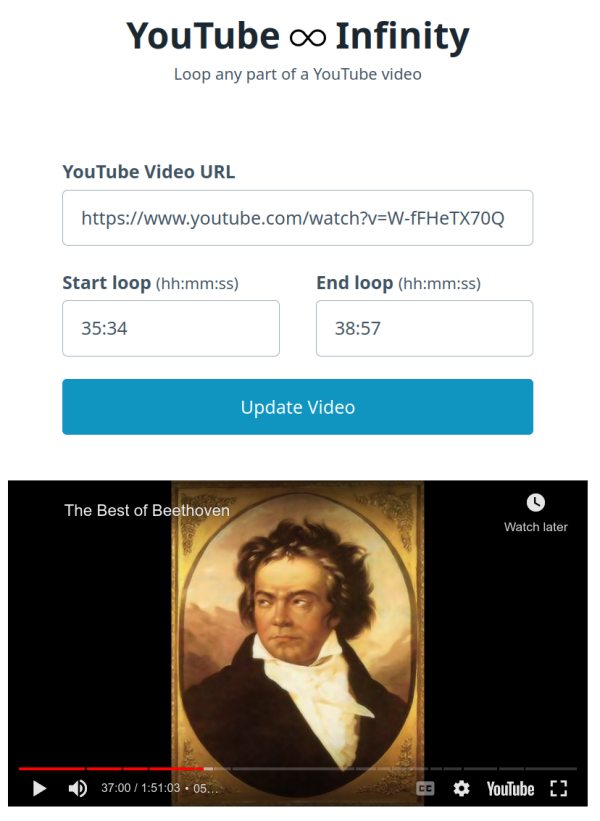 YouTube ∞ Infinity
Loop any part of a YouTube video
YouTube Video URL
https://www.youtube.com/watch?v=W-fFHeTX70Q
Start loop (hh:mm:ss)
End loop (hh:mm:ss)
35:34
38:57
Update Video
The Best of Beethoven
Watch later
37:00 / 1:51:03 • 05...
CC
YouTube